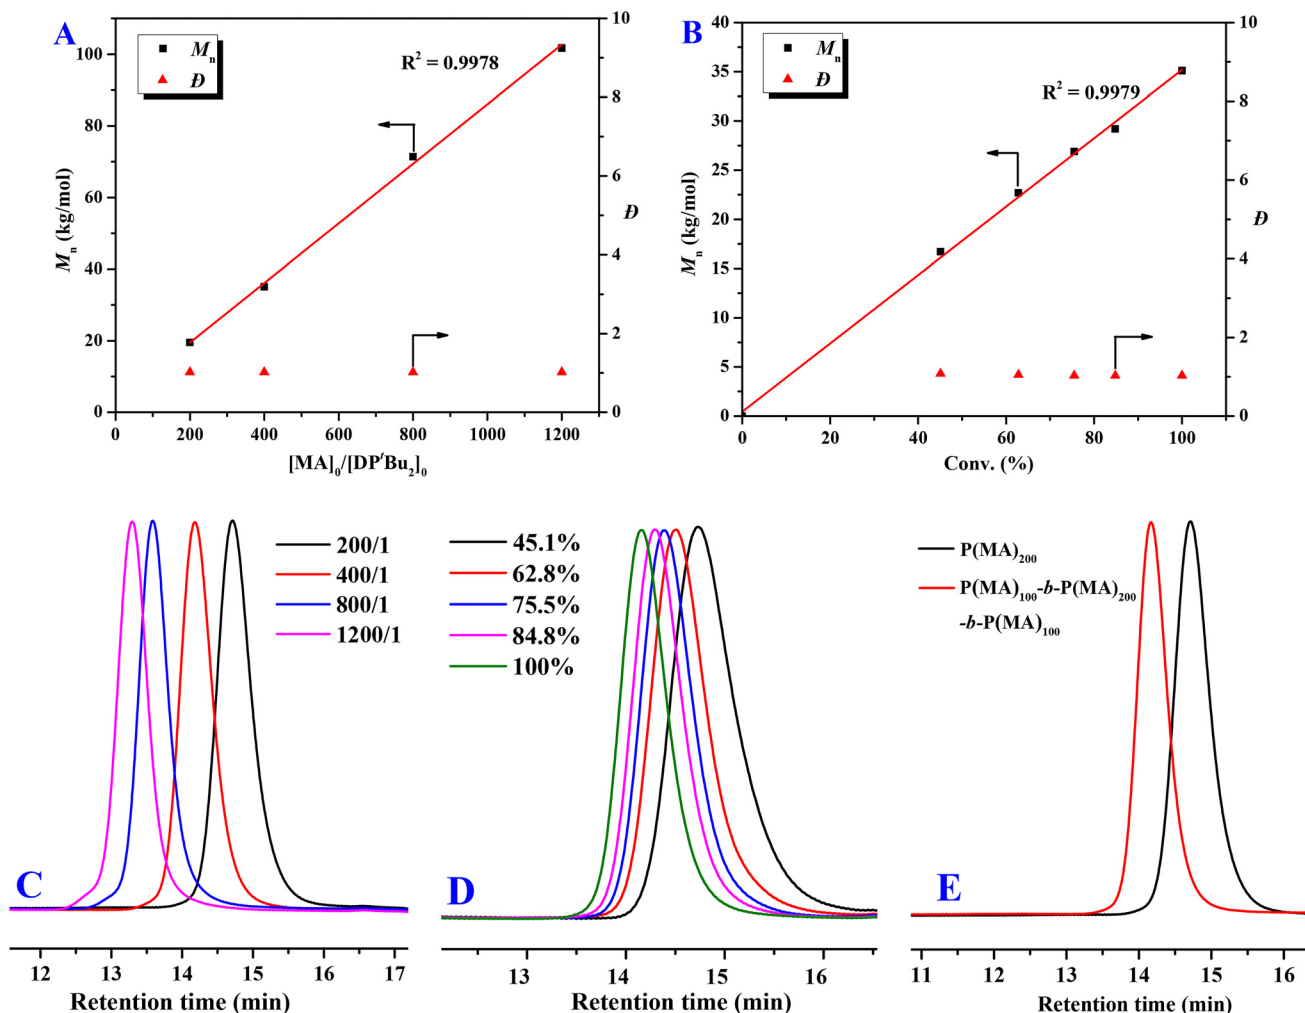 A
M_n
Đ
R² = 0.9978
M_n (kg/mol)
100
80
60
40
20
0
10
8
6
4
2
0
Đ
0 200 400 600 800 1000 1200
[MA]₀/[DPᵗBu₂]₀
B
M_n
Đ
R² = 0.9979
M_n (kg/mol)
40
35
30
25
20
15
10
5
0
10
8
6
4
2
0
Đ
0 20 40 60 80 100
Conv. (%)
C
200/1
400/1
800/1
1200/1
12 13 14 15 16 17
Retention time (min)
D
45.1%
62.8%
75.5%
84.8%
100%
13 14 15 16
Retention time (min)
E
P(MA)₂₀₀
P(MA)₁₀₀-b-P(MA)₂₀₀
-b-P(MA)₁₀₀
11 12 13 14 15 16
Retention time (min)